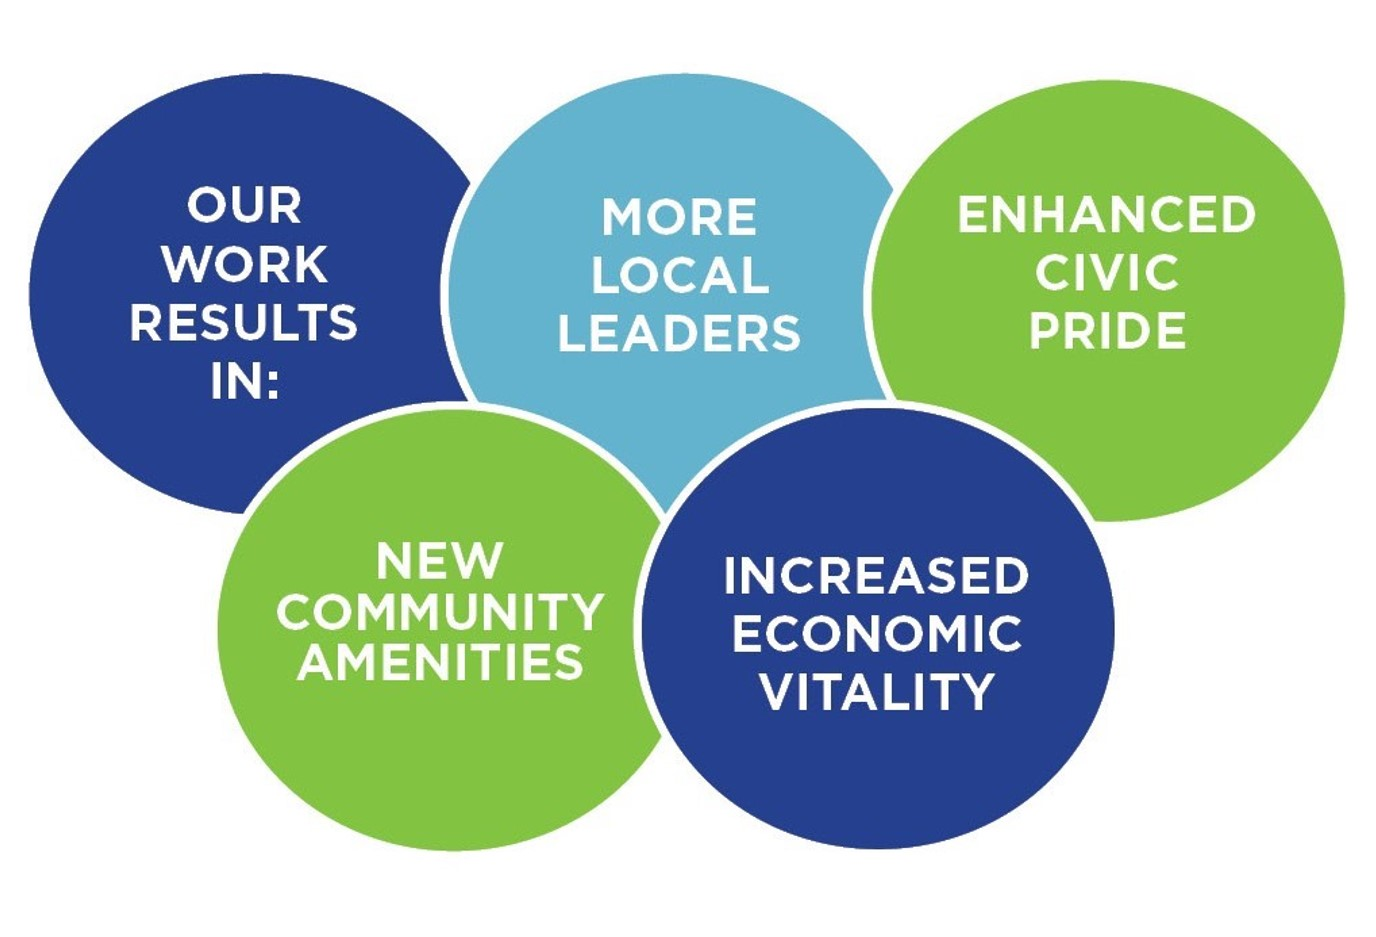 OUR
WORK
RESULTS
IN:
MORE
LOCAL
LEADERS
ENHANCED
CIVIC
PRIDE
NEW
COMMUNITY
AMENITIES
INCREASED
ECONOMIC
VITALITY